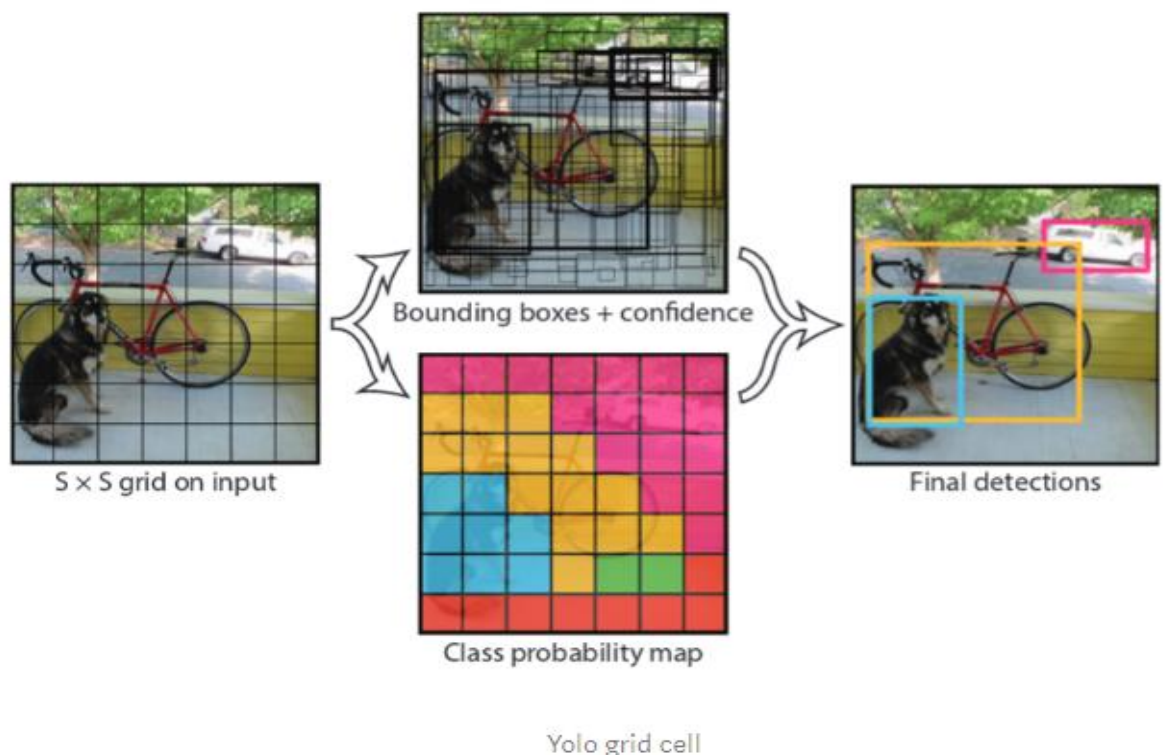 Bounding boxes + confidence
S × S grid on input
Final detections
Class probability map
Yolo grid cell